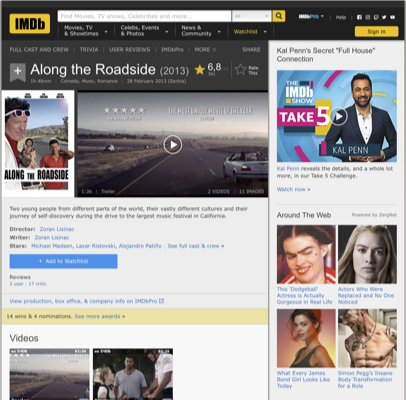 IMDb
Find Movies, TV shows, Celebrities and more...
All
IMDbPro
Help
Movies, TV
& Showtimes
Celebs, Events
& Photos
News &
Community
Watchlist
Sign in
FULL CAST AND CREW | TRIVIA | USER REVIEWS | IMDbPro | MORE
SHARE
Along the Roadside (2013)
6,8
Rate
This
1h 48min
Comedy, Music, Romance | 28 February 2013 (Serbia)
ALONG THE ROADSIDE
THE MOST UNIQUE MOVIE OF THE YEAR
1:36 | Trailer
2 VIDEOS | 11 IMAGES
Two young people from different parts of the world, their vastly different cultures and their
journey of self-discovery during the drive to the largest music festival in California.
Director: Zoran Lisinac
Writer: Zoran Lisinac
Stars: Michael Madsen, Lazar Ristovski, Alejandro Patiño | See full cast & crew »
+ Add to Watchlist
Reviews
2 user | 17 critic
View production, box office, & company info on IMDbPro
14 wins & 4 nominations. See more awards »
Videos
Kal Penn's Secret "Full House"
Connection
THE
IMDb
SHOW
TAKE 5
KAL PENN
Kal Penn reveals the details, and a whole lot
more, in our Take 5 Challenge.
Watch now »
Around The Web
Powered by ZergNet
This 'Dodgeball'
Actress is Actually
Gorgeous in Real Life
Actors Who Were
Replaced and No One
Noticed
What Every James
Bond Girl Looks Like
Today
Simon Pegg's Insane
Body Transformation
for a Role